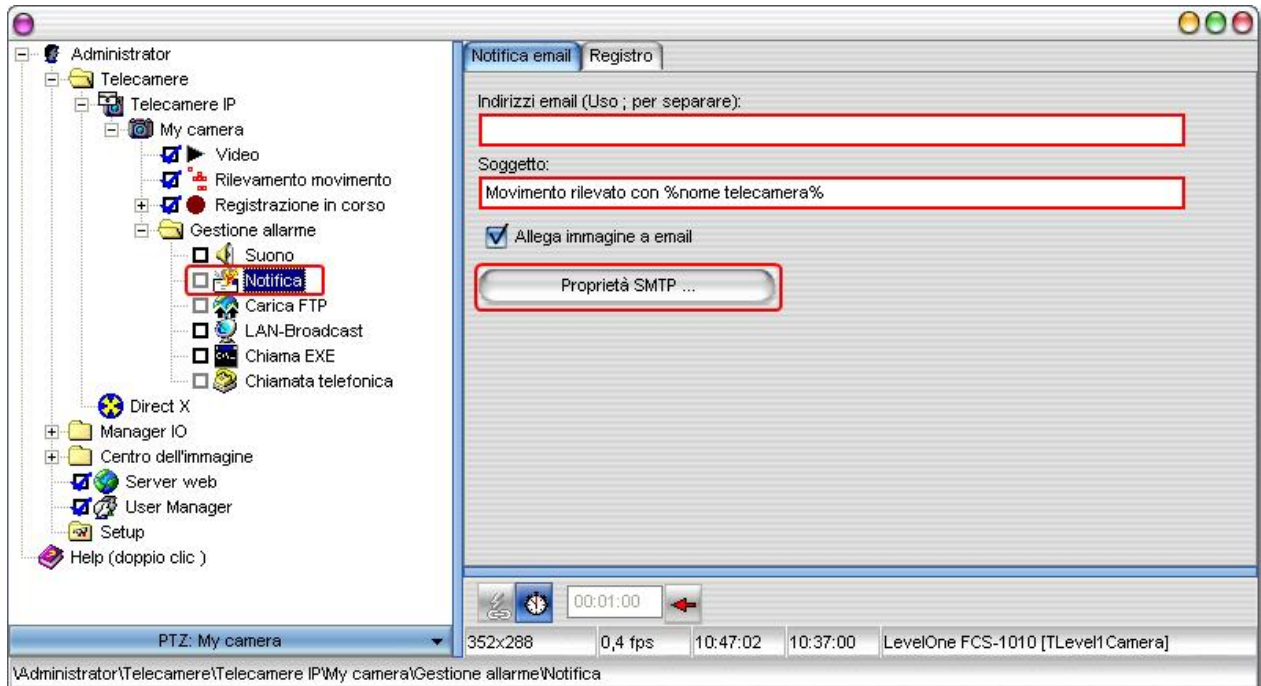 Administrator
Telecamere
Telecamere IP
My camera
Video
Rilevamento movimento
Registrazione in corso
Gestione allarme
Suono
Notifica
Carica FTP
LAN-Broadcast
Chiama EXE
Chiamata telefonica
Direct X
Manager IO
Centro dell'immagine
Server web
User Manager
Setup
Help (doppio clic )
PTZ: My camera
Notifica email
Registro
Indirizzi email (Uso ; per separare):
Soggetto:
Movimento rilevato con %nome telecamera%
Allega immagine a email
Proprietà SMTP ...
00:01:00
352x288
0,4 fps
10:47:02
10:37:00
LevelOne FCS-1010 [TLevel1Camera]
\Administrator\Telecamere\Telecamere IP\My camera\Gestione allarme\Notifica